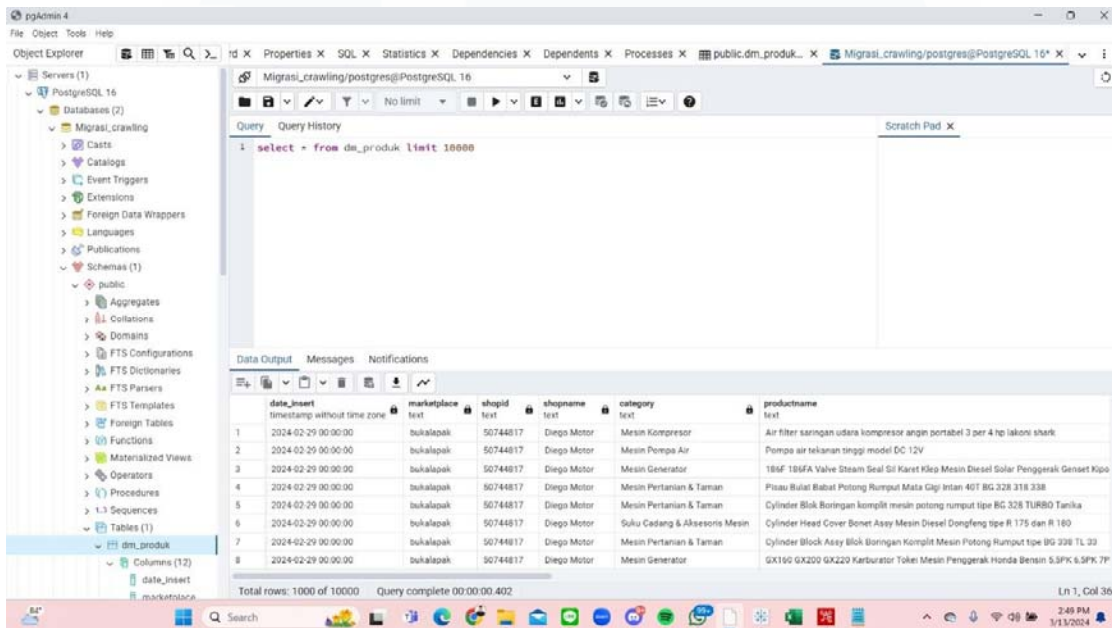 pgAdmin 4
File Object Tools Help
Object Explorer
rd X Properties X SQL X Statistics X Dependencies X Dependents X Processes X public.dm_produk... X Migrasi_crawling/postgres@PostgreSQL 16* X
Servers (1)
PostgreSQL 16
Databases (2)
Migrasi_crawling
Casts
Catalogs
Event Triggers
Extensions
Foreign Data Wrappers
Languages
Publications
Schemas (1)
public
Aggregates
Collations
Domains
FTS Configurations
FTS Dictionaries
FTS Parsers
FTS Templates
Foreign Tables
Functions
Materialized Views
Operators
Procedures
1..3 Sequences
Tables (1)
dm_produk
Columns (12)
date_insert
marketplace
Migrasi_crawling/postgres@PostgreSQL 16
No limit
Query Query History
Scratch Pad X
1 select * from dm_produk limit 10000
Data Output Messages Notifications
date_insert marketplace shopid shopname category productname
timestamp without time zone text text text text text
1 2024-02-29 00:00:00 bukalapak 50744817 Diego Motor Mesin Kompresor Air filter saringan udara kompresor angin portabel 3 per 4 hp lakoni shark
2 2024-02-29 00:00:00 bukalapak 50744817 Diego Motor Mesin Pompa Air Pompa air tekanan tinggi model DC 12V
3 2024-02-29 00:00:00 bukalapak 50744817 Diego Motor Mesin Generator 186F 186FA Valve Steam Seal Sil Karet Klep Mesin Diesel Solar Penggerak Genset Kipo
4 2024-02-29 00:00:00 bukalapak 50744817 Diego Motor Mesin Pertanian & Taman Pisau Bulat Babat Potong Rumput Mata Gigi Intan 40T BG 328 318 338
5 2024-02-29 00:00:00 bukalapak 50744817 Diego Motor Mesin Pertanian & Taman Cylinder Blok Boringan komplit mesin potong rumput tipe BG 328 TURBO Tanika
6 2024-02-29 00:00:00 bukalapak 50744817 Diego Motor Suku Cadang & Aksesoris Mesin Cylinder Head Cover Bonet Assy Mesin Diesel Dongfeng tipe R 175 dan R 180
7 2024-02-29 00:00:00 bukalapak 50744817 Diego Motor Mesin Pertanian & Taman Cylinder Block Assy Blok Boringan Komplit Mesin Potong Rumput tipe BG 338 TL 33
8 2024-02-29 00:00:00 bukalapak 50744817 Diego Motor Mesin Generator GX160 GX200 GX220 Karburator Tokei Mesin Penggerak Honda Bensin 5.5PK 6.5PK 7P
Total rows: 1000 of 10000 Query complete 00:00:00.402
Ln 1, Col 36
84°
Search
99+
2:49 PM
3/13/2024